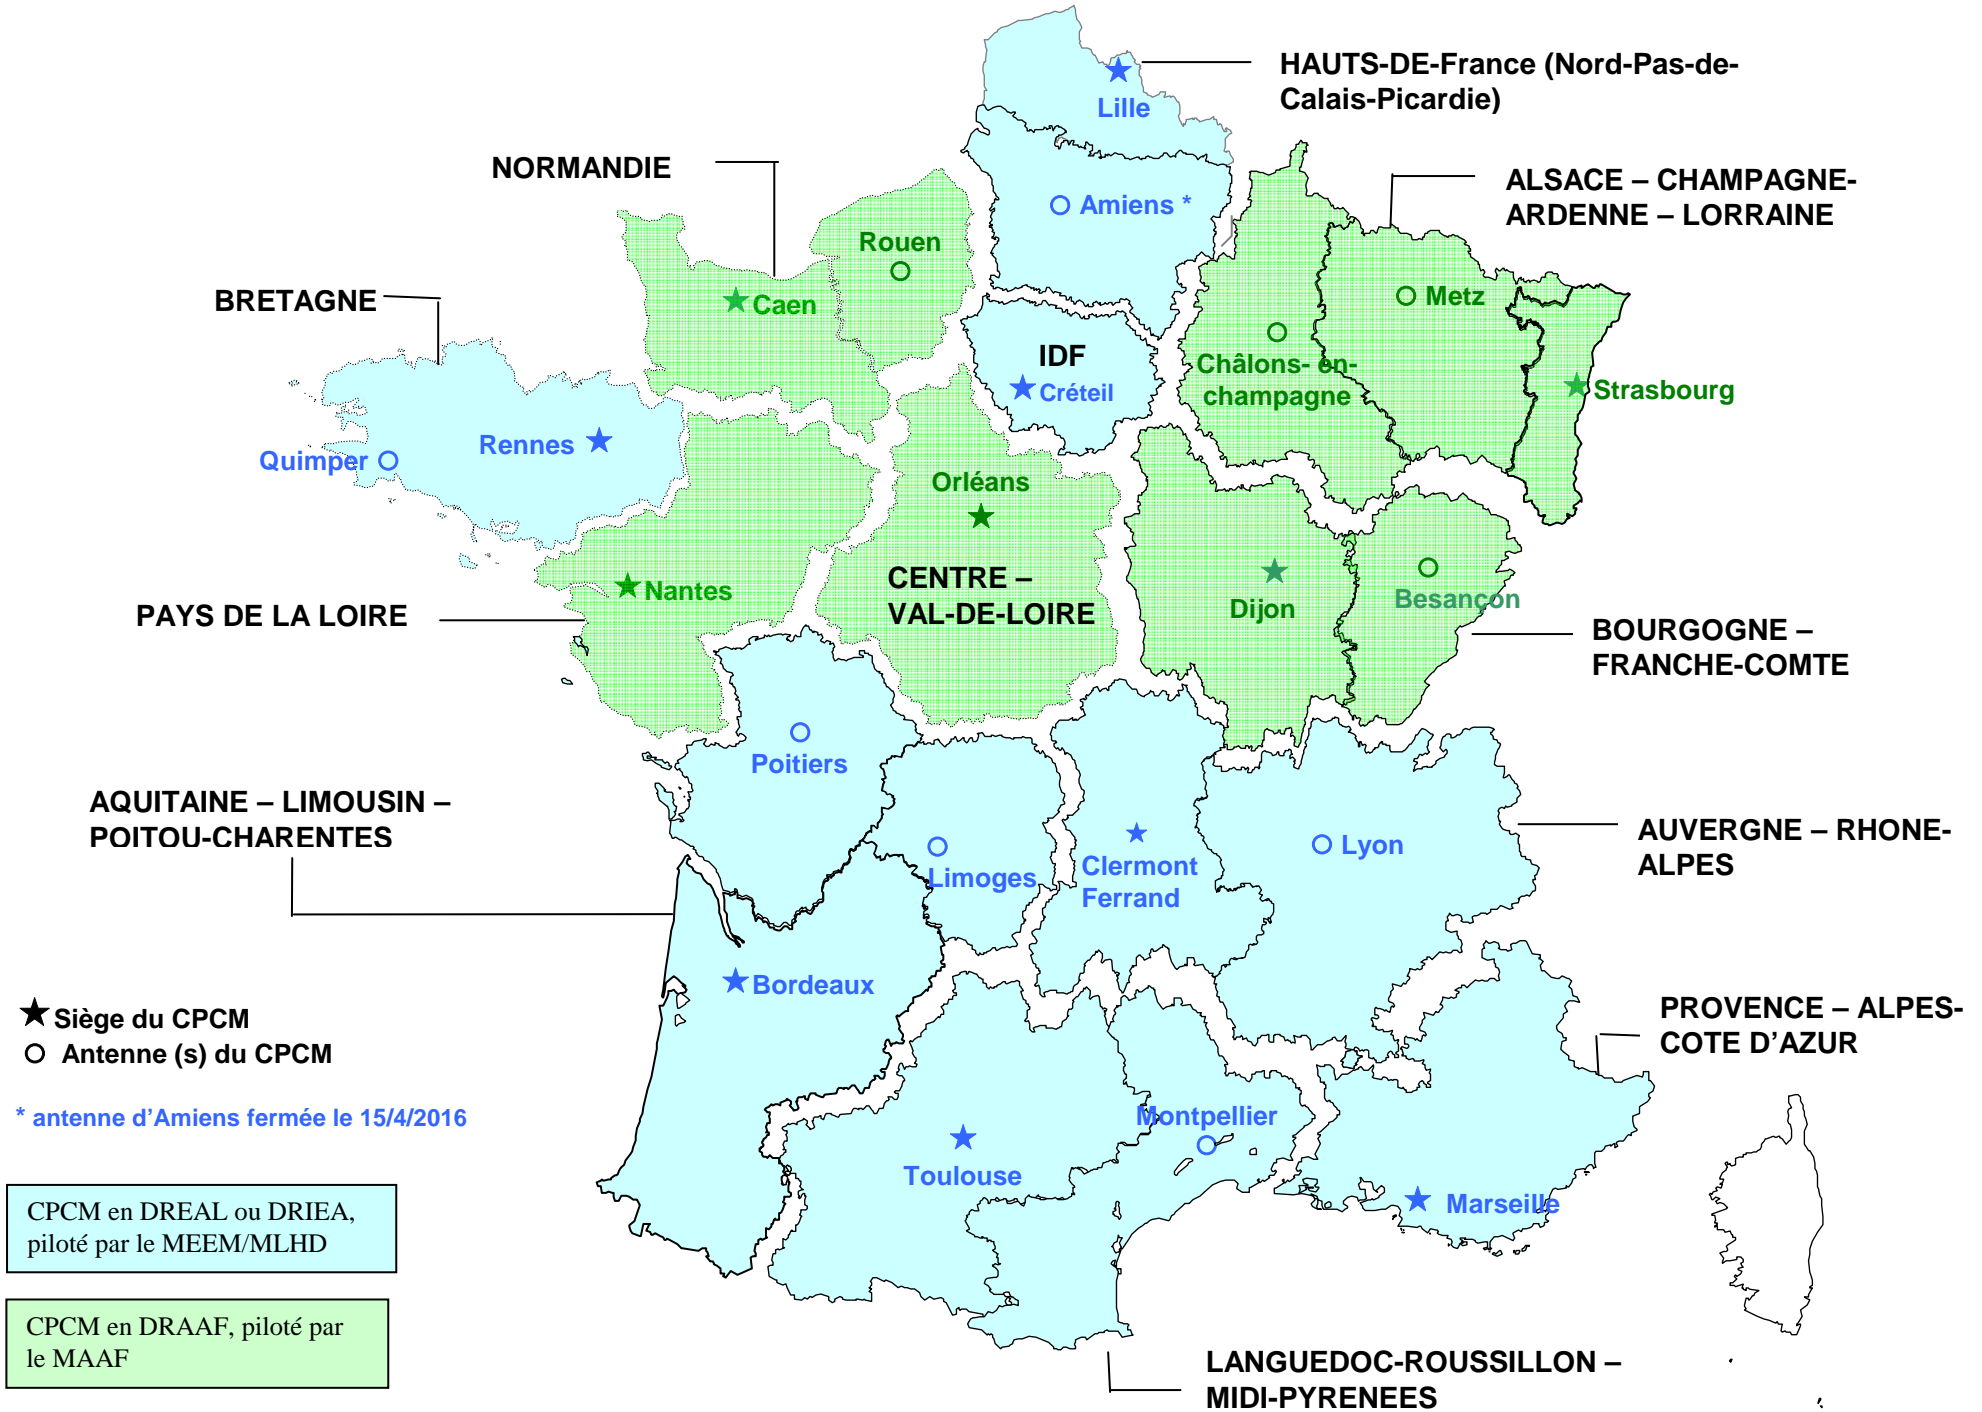 HAUTS-DE-France (Nord-Pas-de-
Calais-Picardie)
Lille
NORMANDIE
ALSACE – CHAMPAGNE-
ARDENNE – LORRAINE
Amiens *
Rouen
BRETAGNE
Caen
Metz
IDF
Créteil
Châlons- en-
champagne
Strasbourg
Rennes
Quimper
Orléans
Nantes
CENTRE –
VAL-DE-LOIRE
Dijon
Besançon
PAYS DE LA LOIRE
BOURGOGNE –
FRANCHE-COMTE
Poitiers
AQUITAINE – LIMOUSIN –
POITOU-CHARENTES
Limoges
Clermont
Ferrand
Lyon
AUVERGNE – RHONE-
ALPES
Bordeaux
PROVENCE – ALPES-
COTE D'AZUR
Siège du CPCM
Antenne (s) du CPCM
* antenne d'Amiens fermée le 15/4/2016
Montpellier
Toulouse
Marseille
CPCM en DREAL ou DRIEA,
piloté par le MEEM/MLHD
CPCM en DRAAF, piloté par
le MAAF
LANGUEDOC-ROUSSILLON –
MIDI-PYRENEES